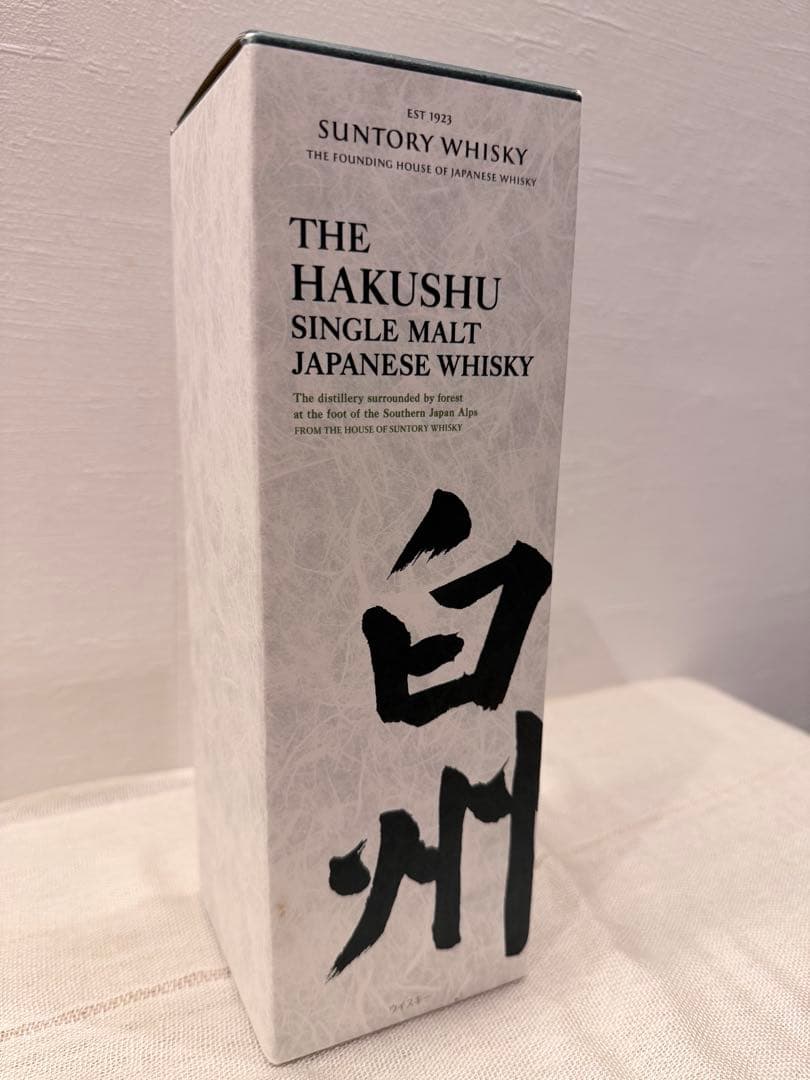 EST 1923
SUNTORY WHISKY
THE FOUNDING HOUSE OF JAPANESE WHISKY
THE
HAKUSHU
SINGLE MALT
JAPANESE WHISKY
The distillery surrounded by forest
at the foot of the Southern Japan Alps
FROM THE HOUSE OF SUNTORY WHISKY
白州
ウイスキー